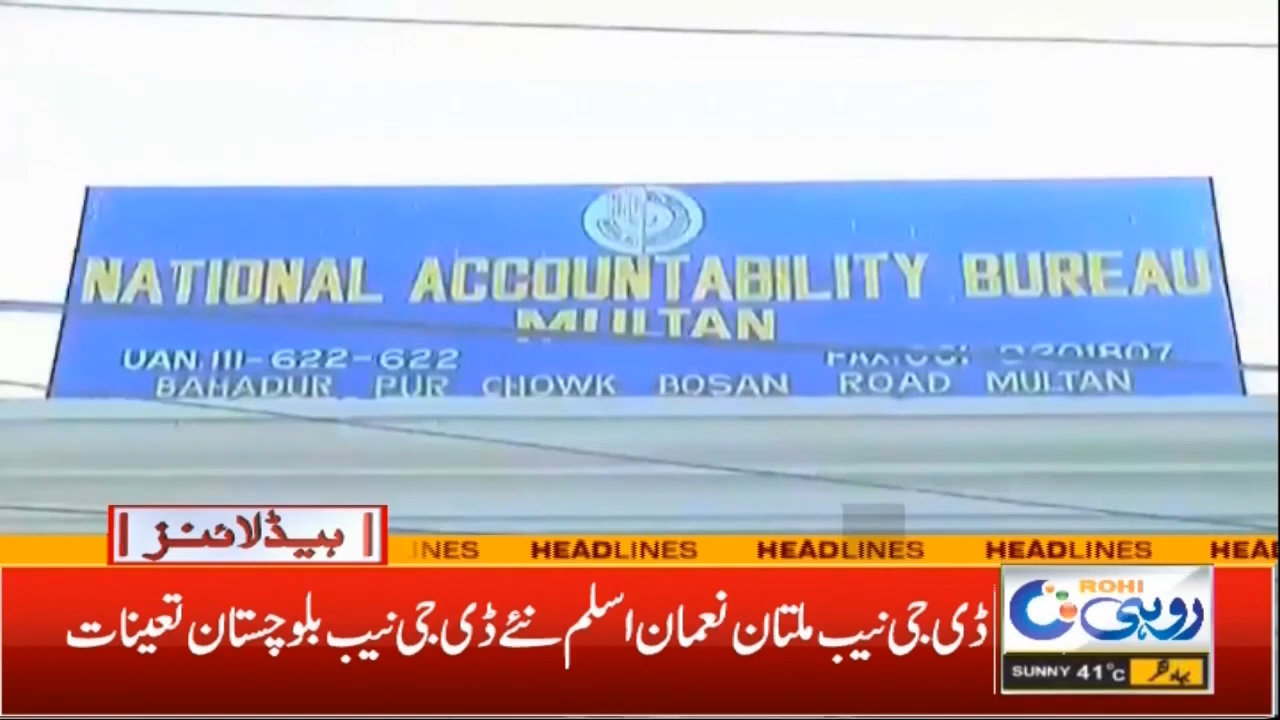 NATIONAL ACCOUNTABILITY BUREAU
MULTAN
UAN: 111-622-622
BAHADUR PUR CHOWK BOSAN ROAD MULTAN
ہیڈلائنز
HEADLINES HEADLINES HEADLINES
ROHI
روہی
ڈی جی نیب ملتان نعمان اسلم نئے ڈی جی نیب بلوچستان تعینات
SUNNY 41°C